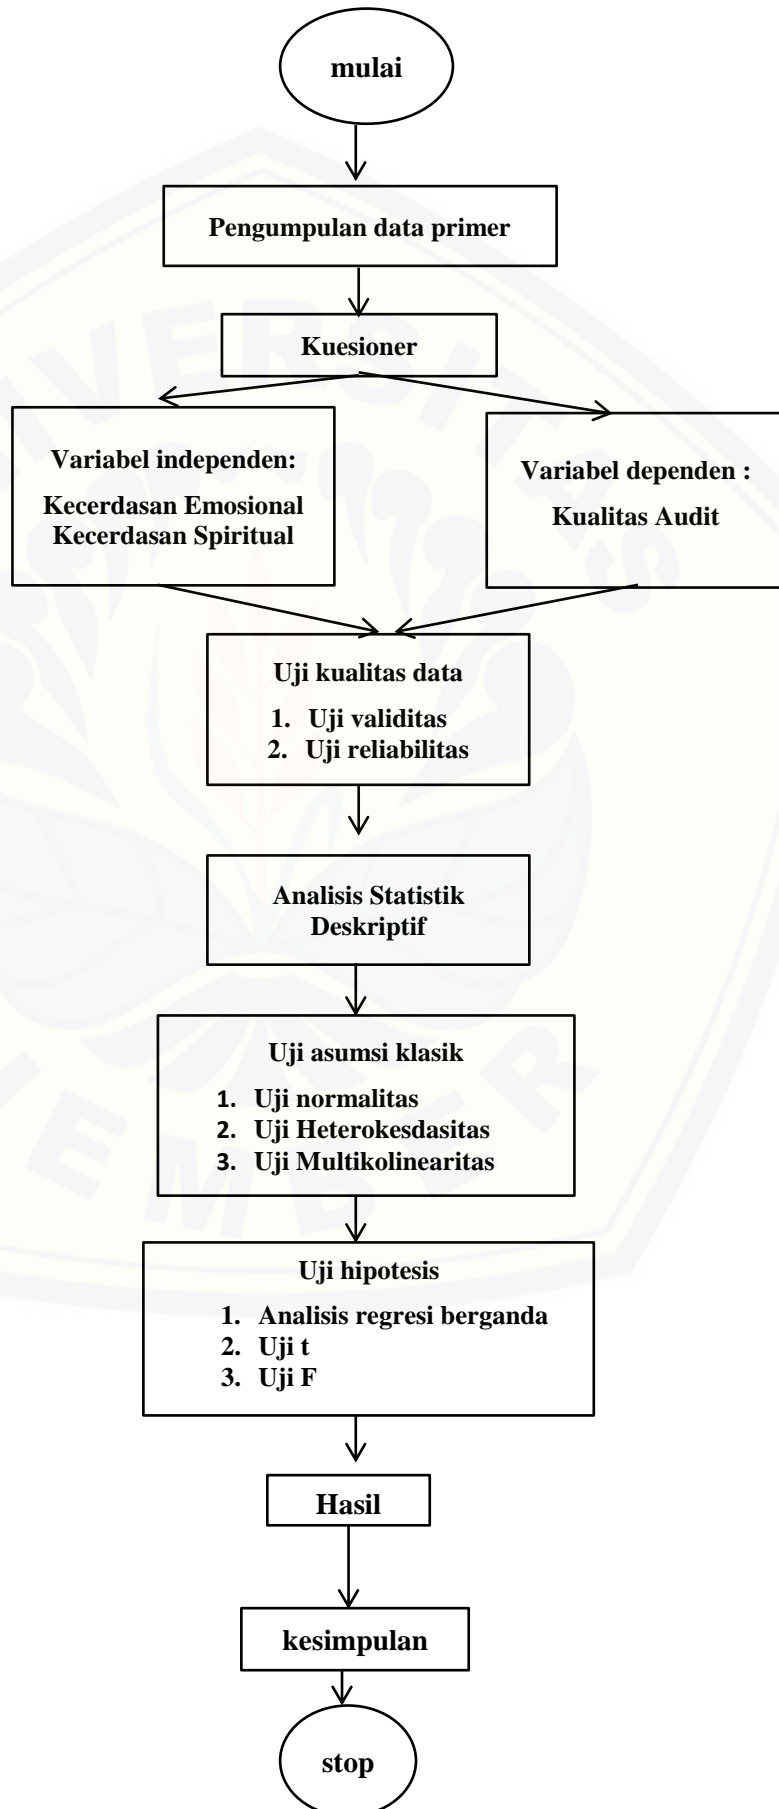 mulai
Pengumpulan data primer
Kuesioner
Variabel independen:
Kecerdasan Emosional
Kecerdasan Spiritual
Variabel dependen :
Kualitas Audit
Uji kualitas data
1. Uji validitas
2. Uji reliabilitas
Analisis Statistik
Deskriptif
Uji asumsi klasik
1. Uji normalitas
2. Uji Heterokesdasitas
3. Uji Multikolinearitas
Uji hipotesis
1. Analisis regresi berganda
2. Uji t
3. Uji F
Hasil
kesimpulan
stop
IVERSITAS
EMBER